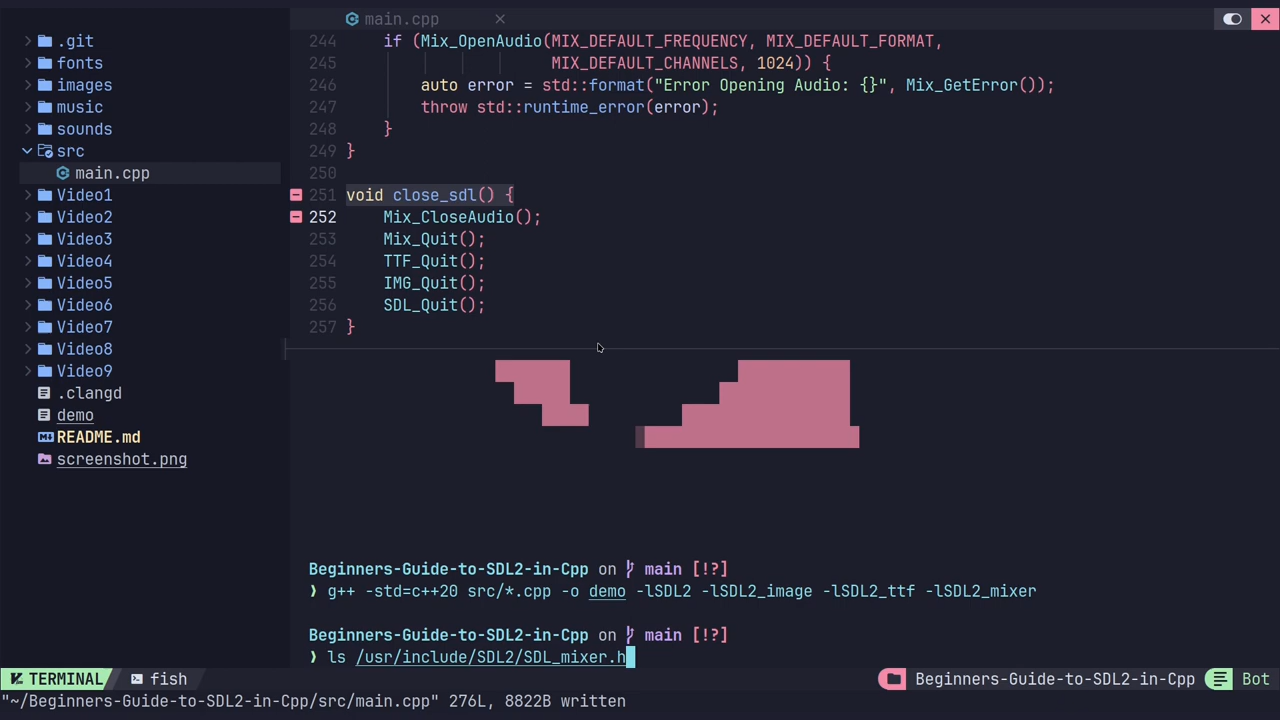 main.cpp
.git
fonts
images
music
sounds
src
main.cpp
Video1
Video2
Video3
Video4
Video5
Video6
Video7
Video8
Video9
.clangd
demo
README.md
screenshot.png
244 if (Mix_OpenAudio(MIX_DEFAULT_FREQUENCY, MIX_DEFAULT_FORMAT,
245 MIX_DEFAULT_CHANNELS, 1024)) {
246 auto error = std::format("Error Opening Audio: {}", Mix_GetError());
247 throw std::runtime_error(error);
248 }
249 }
250
251 void close_sdl() {
252 Mix_CloseAudio();
253 Mix_Quit();
254 TTF_Quit();
255 IMG_Quit();
256 SDL_Quit();
257 }
Beginners-Guide-to-SDL2-in-Cpp on main [!?]
❯ g++ -std=c++20 src/*.cpp -o demo -lSDL2 -lSDL2_image -lSDL2_ttf -lSDL2_mixer
Beginners-Guide-to-SDL2-in-Cpp on main [!?]
❯ ls /usr/include/SDL2/SDL_mixer.h
TERMINAL fish Beginners-Guide-to-SDL2-in-Cpp Bot
"~/Beginners-Guide-to-SDL2-in-Cpp/src/main.cpp" 276L, 8822B written